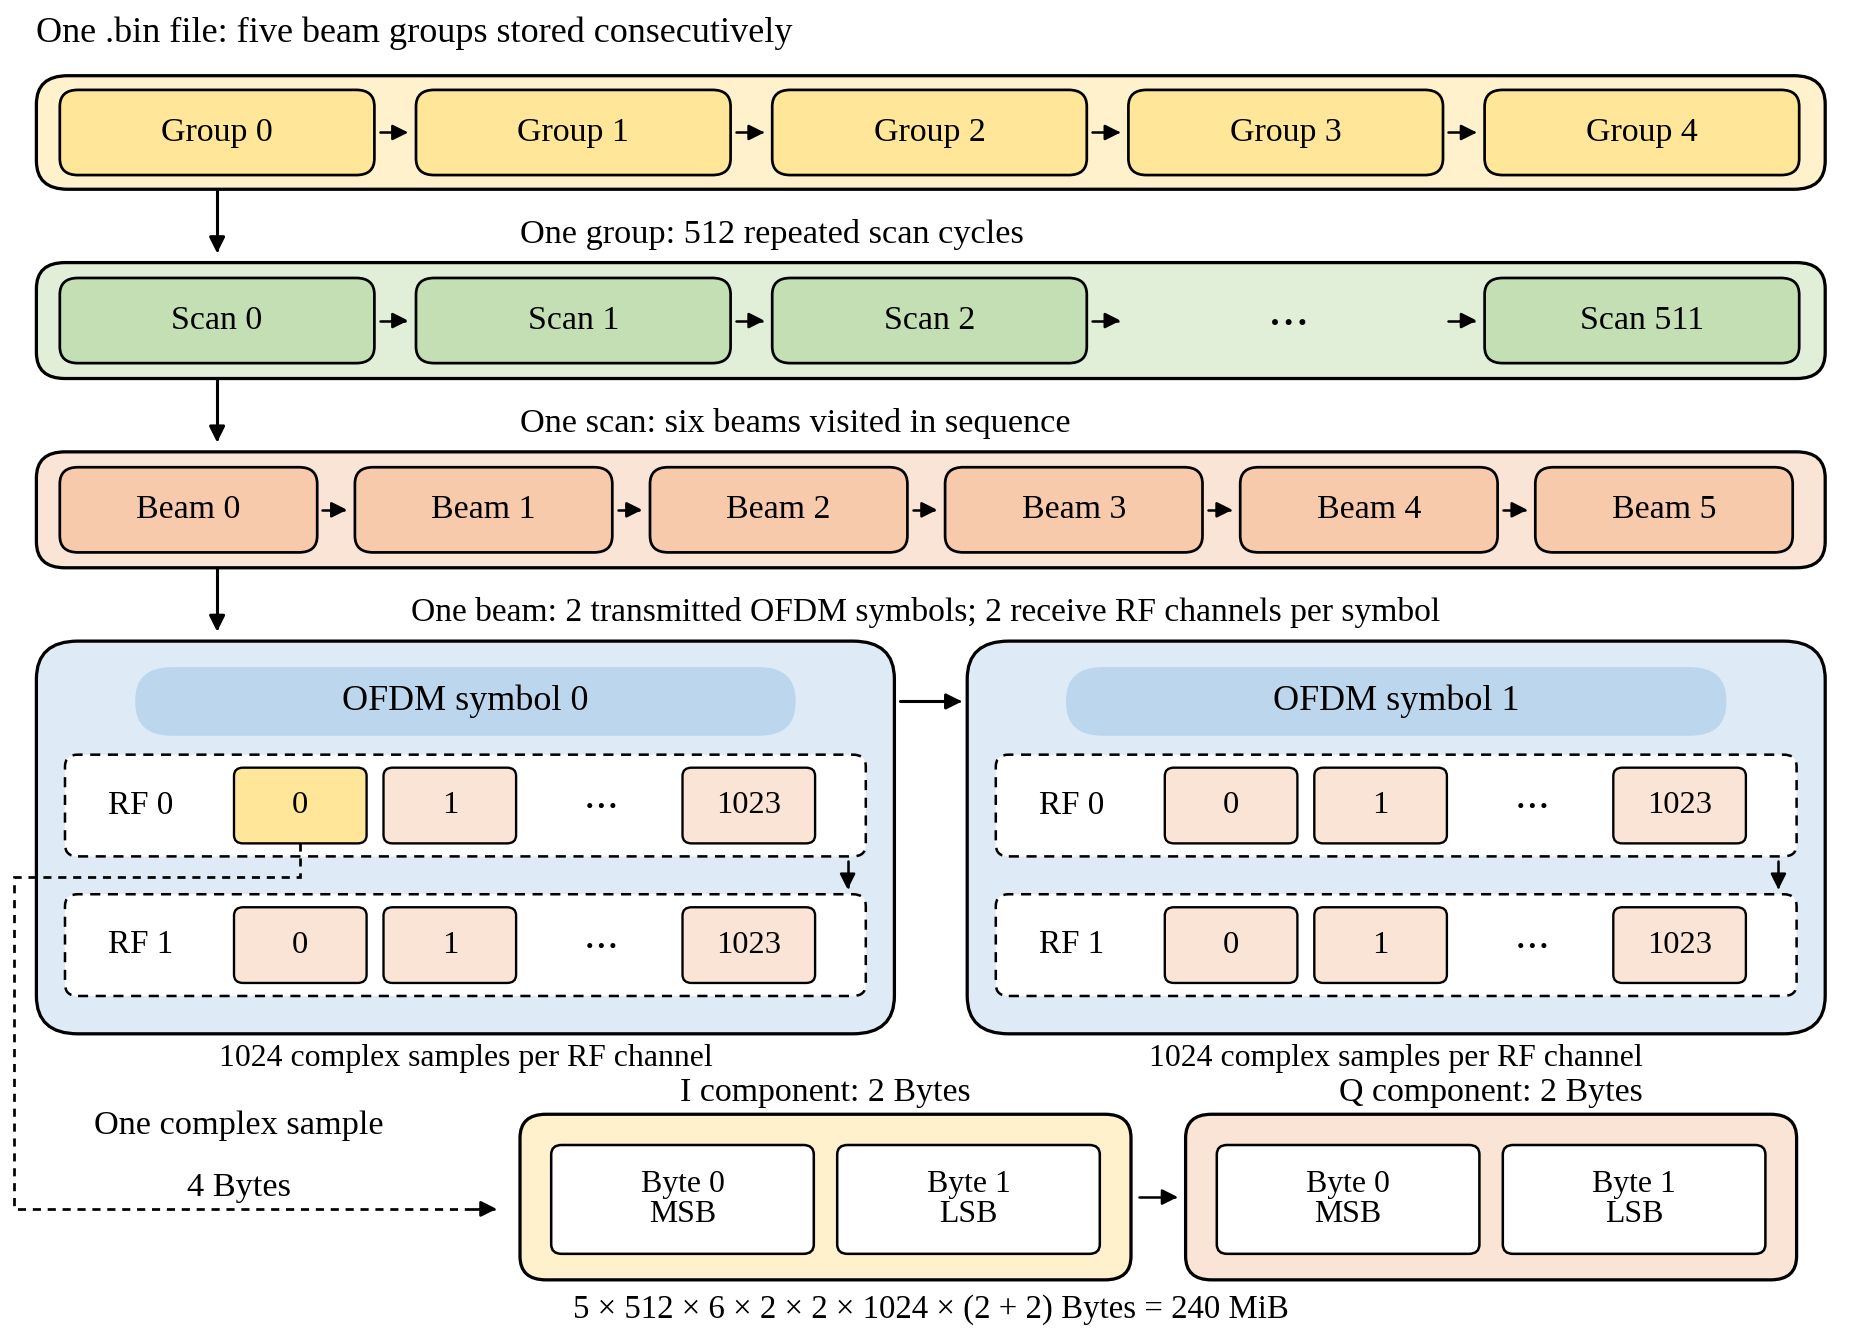 One .bin file: five beam groups stored consecutively
Group 0
Group 1
Group 2
Group 3
Group 4
One group: 512 repeated scan cycles
Scan 0
Scan 1
Scan 2
...
Scan 511
One scan: six beams visited in sequence
Beam 0
Beam 1
Beam 2
Beam 3
Beam 4
Beam 5
One beam: 2 transmitted OFDM symbols; 2 receive RF channels per symbol
OFDM symbol 0
RF 0
0
1
...
1023
RF 1
0
1
...
1023
1024 complex samples per RF channel
OFDM symbol 1
RF 0
0
1
...
1023
RF 1
0
1
...
1023
1024 complex samples per RF channel
One complex sample
4 Bytes
I component: 2 Bytes
Byte 0
MSB
Byte 1
LSB
Q component: 2 Bytes
Byte 0
MSB
Byte 1
LSB
5 × 512 × 6 × 2 × 2 × 1024 × (2 + 2) Bytes = 240 MiB